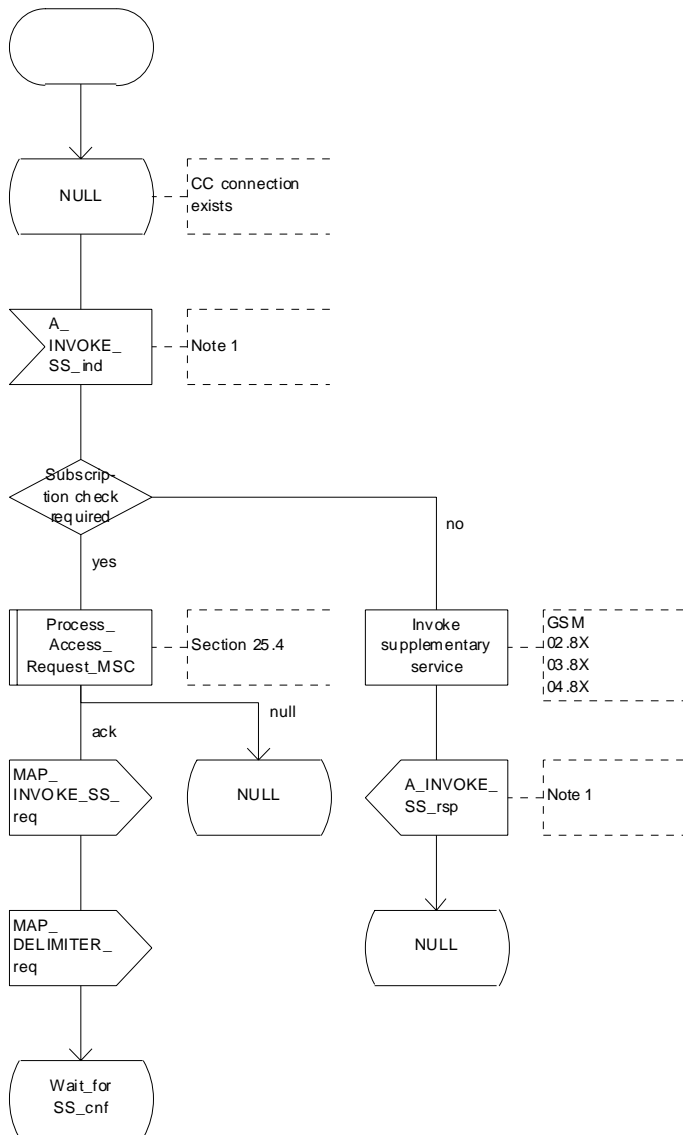 NULL
CC connection
exists
A_
INVOKE_
SS_ind
Note 1
Subscrip-
tion check
required
no
yes
Process_
Access_
Request_MSC
Section 25.4
Invoke
supplementary
service
GSM
02.8X
03.8X
04.8X
null
ack
MAP_
INVOKE_SS_
req
NULL
A_INVOKE_
SS_rsp
Note 1
MAP_
DELIMITER_
req
NULL
Wait_for
SS_cnf